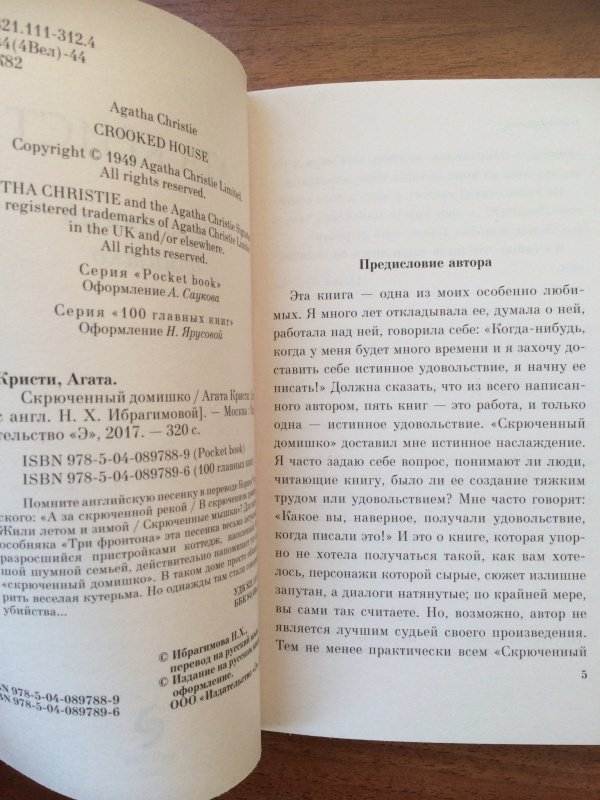 821.111-312.4
84(4Вел)-44
К82
Agatha Christie
CROOKED HOUSE
Copyright © 1949 Agatha Christie Limited.
All rights reserved.
THA CHRISTIE and the Agatha Christie
registered trademarks of Agatha Christie
in the UK and/or elsewhere.
All rights reserved.
Серия «Pocket book»
Оформление А. Саукова
Серия «100 главных книг»
Оформление Н. Ярусовой
Кристи, Агата.
Скрюченный домишко / Агата Кристи
с англ. Н. Х. Ибрагимовой]. – Москва :
тельство «Э», 2017. — 320 с.
ISBN 978-5-04-089788-9 (Pocket book)
ISBN 978-5-04-089789-6 (100 главных
Помните английскую песенку в переводе
ского: «А за скрюченной рекой / В скрюченном
Жили летом и зимой / Скрюченные мышки»? Для
особняка «Три фронтона» эта песенка весьма
разросшийся пристройками коттедж,
шой шумной семьей, действительно напоминает
«скрюченный домишко». В таком доме просто
рить веселая кутерьма. Но однажды там стали
убийства...
УДК
ББК
© Ибрагимова Н.Х.,
перевод на русский
© Издание на русском
оформление.
ООО «Издательство
ISBN 978-5-04-089788-9
ISBN 978-5-04-089789-6
Предисловие автора
Эта книга — одна из моих особенно люби-
мых. Я много лет откладывала ее, думала о ней,
работала над ней, говорила себе: «Когда-нибудь,
когда у меня будет много времени и я захочу до-
ставить себе истинное удовольствие, я начну ее
писать!» Должна сказать, что из всего написан-
ного автором, пять книг — это работа, и только
одна — истинное удовольствие. «Скрюченный
домишко» доставил мне истинное наслаждение.
Я часто задаю себе вопрос, понимают ли люди,
читающие книгу, было ли ее создание тяжким
трудом или удовольствием? Мне часто говорят:
«Какое вы, наверное, получали удовольствие,
когда писали это!» И это о книге, которая упор-
но не хотела получаться такой, как вам хоте-
лось, персонажи которой сырые, сюжет излишне
запутан, а диалоги натянутые; по крайней мере,
вы сами так считаете. Но, возможно, автор не
является лучшим судьей своего произведения.
Тем не менее практически всем «Скрюченный
5